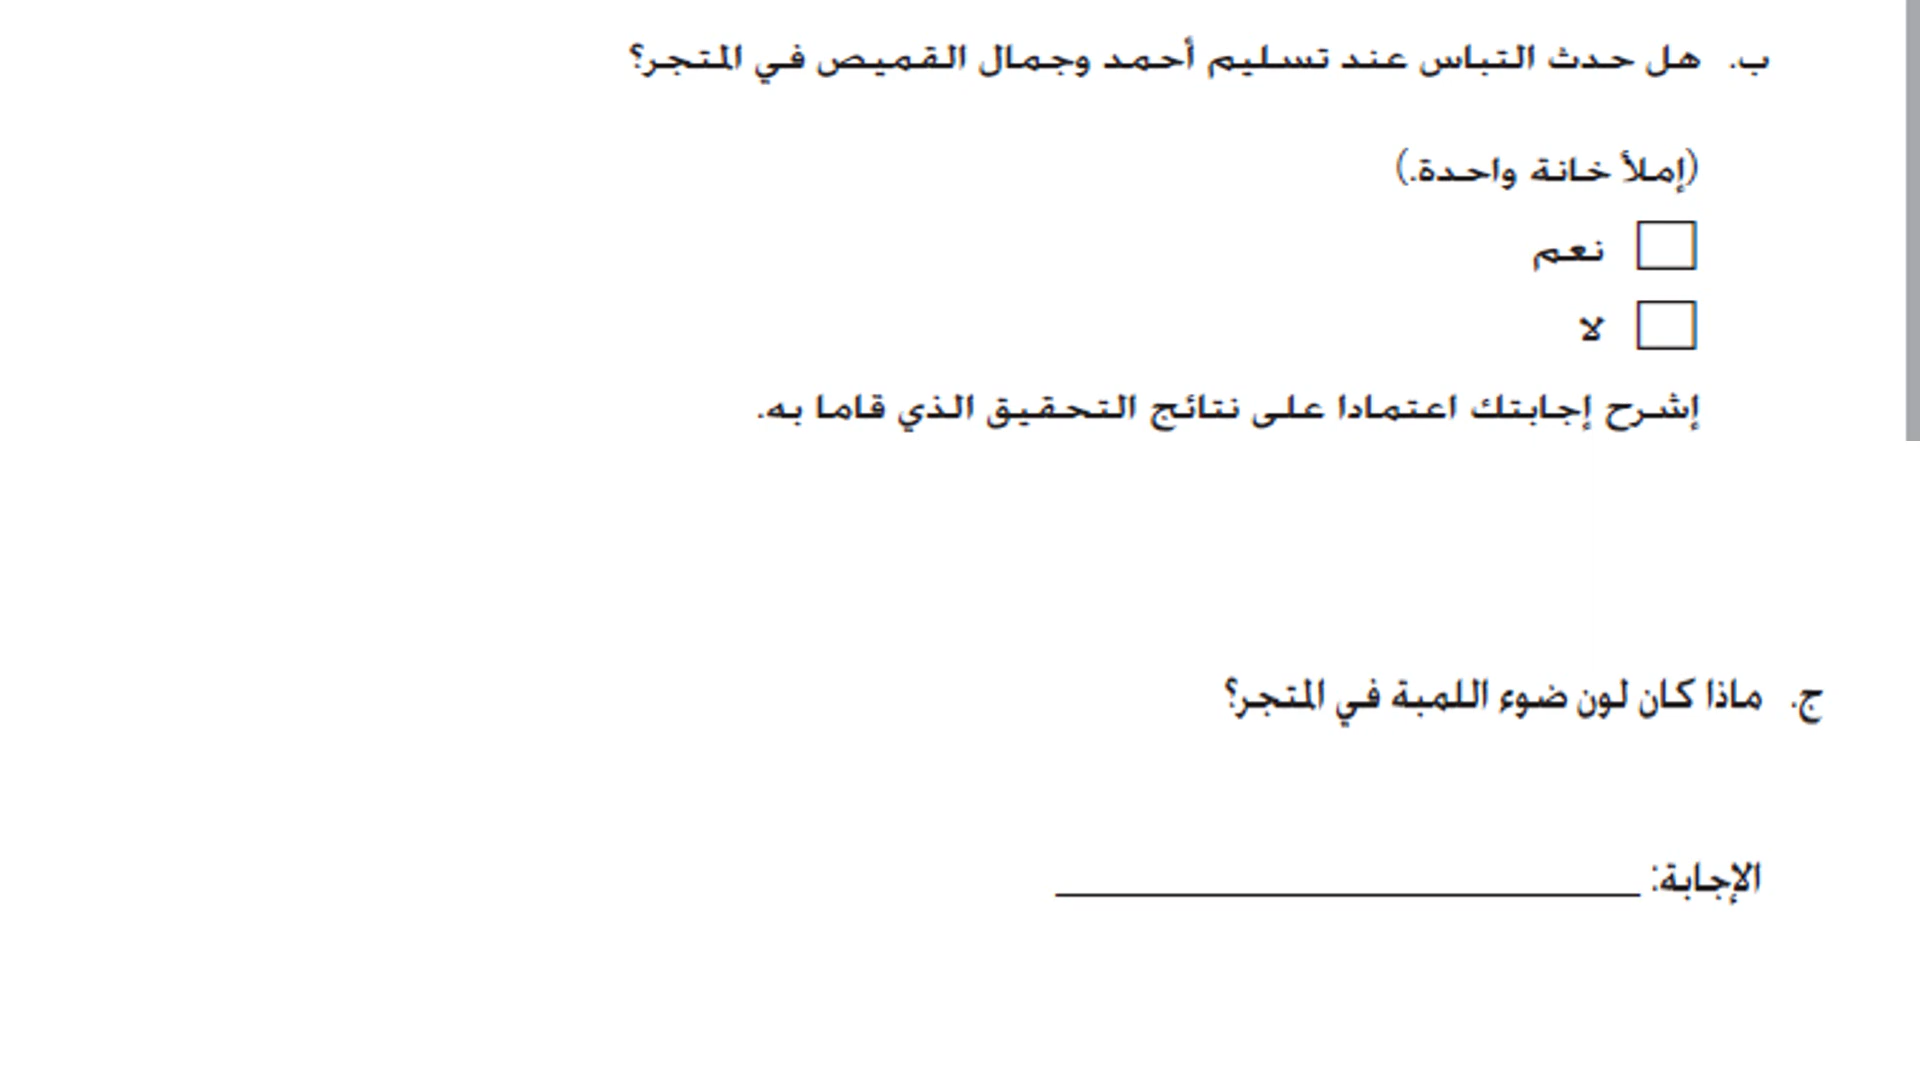 ب. هل حدث التباس عند تسليم أحمد وجمال القميص في المتجر؟
(إملأ خانة واحدة.)
نعم
لا
إشرح إجابتك اعتمادا على نتائج التحقيق الذي قاما به.
ج. ماذا كان لون ضوء اللمبة في المتجر؟
الإجابة: ____________________